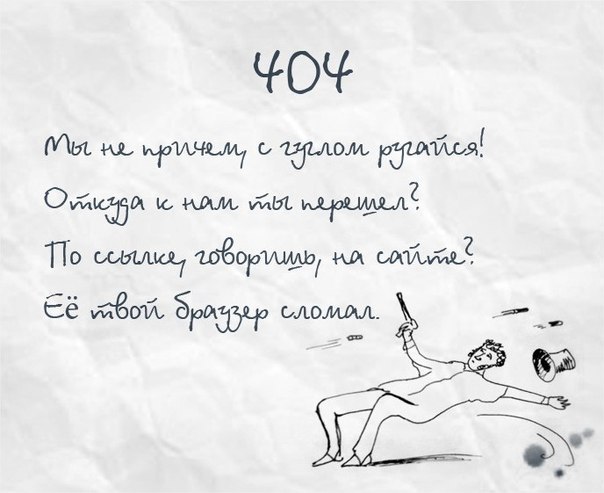 404
Мы не причем, с гуглом ругайся!
Откуда к нам ты перешел?
По ссылке, говоришь, на сайте?
Её твой браузер сломал.